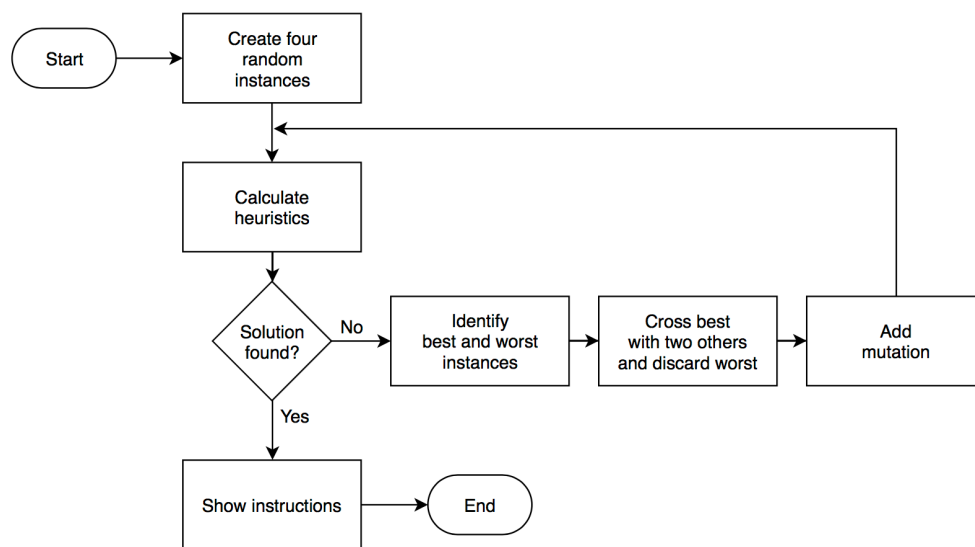 Start
Create four
random
instances
Calculate
heuristics
Solution
found?
No
Identify
best and worst
instances
Cross best
with two others
and discard worst
Add
mutation
Yes
Show instructions
End